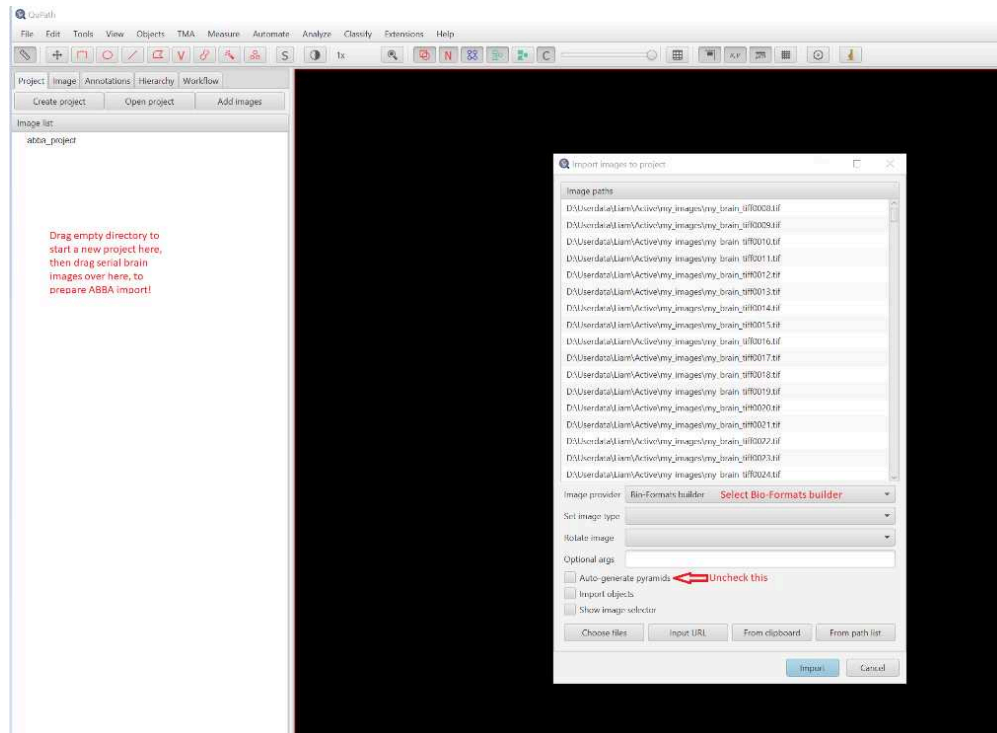 QuPath
File Edit Tools View Objects TMA Measure Automate Analyze Classify Extensions Help
V S 1x N C x,y
Project Image Annotations Hierarchy Workflow
Create project Open project Add images
Image list
abba_project
Drag empty directory to
start a new project here,
then drag serial brain
images over here, to
prepare ABBA import!
Import images to project
Image paths
D:\Userdata\Liam\Active\my_images\my_brain_tiff0008.tif
D:\Userdata\Liam\Active\my_images\my_brain_tiff0009.tif
D:\Userdata\Liam\Active\my_images\my_brain_tiff0010.tif
D:\Userdata\Liam\Active\my_images\my_brain_tiff0011.tif
D:\Userdata\Liam\Active\my_images\my_brain_tiff0012.tif
D:\Userdata\Liam\Active\my_images\my_brain_tiff0013.tif
D:\Userdata\Liam\Active\my_images\my_brain_tiff0014.tif
D:\Userdata\Liam\Active\my_images\my_brain_tiff0015.tif
D:\Userdata\Liam\Active\my_images\my_brain_tiff0016.tif
D:\Userdata\Liam\Active\my_images\my_brain_tiff0017.tif
D:\Userdata\Liam\Active\my_images\my_brain_tiff0018.tif
D:\Userdata\Liam\Active\my_images\my_brain_tiff0019.tif
D:\Userdata\Liam\Active\my_images\my_brain_tiff0020.tif
D:\Userdata\Liam\Active\my_images\my_brain_tiff0021.tif
D:\Userdata\Liam\Active\my_images\my_brain_tiff0022.tif
D:\Userdata\Liam\Active\my_images\my_brain_tiff0023.tif
D:\Userdata\Liam\Active\my_images\my_brain_tiff0024.tif
Image provider Bio-Formats builder Select Bio-Formats builder
Set image type
Rotate image
Optional args
Auto-generate pyramids Uncheck this
Import objects
Show image selector
Choose files Input URL From clipboard From path list
Import Cancel